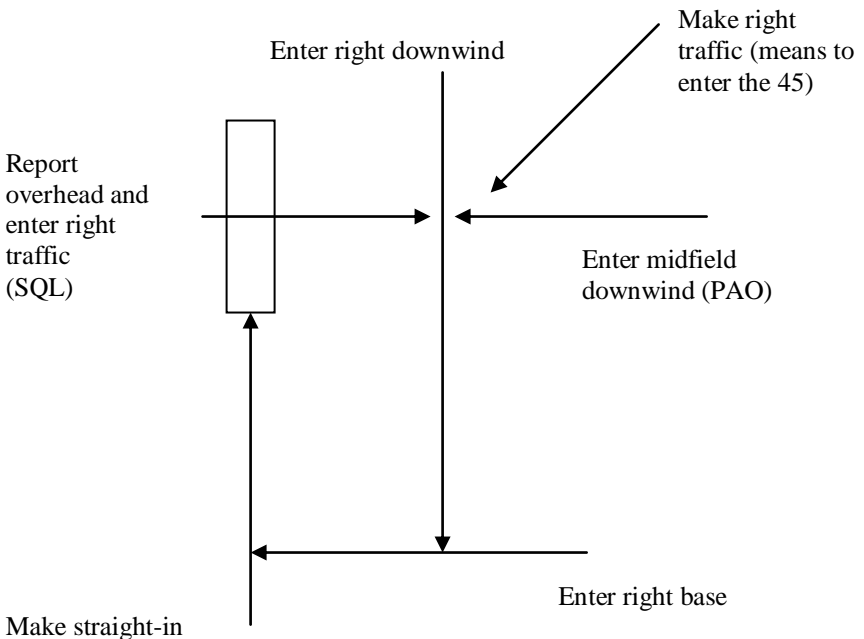 Make right
traffic (means to
enter the 45)
Enter right downwind
Report
overhead and
enter right
traffic
(SQL)
Enter midfield
downwind (PAO)
Enter right base
Make straight-in